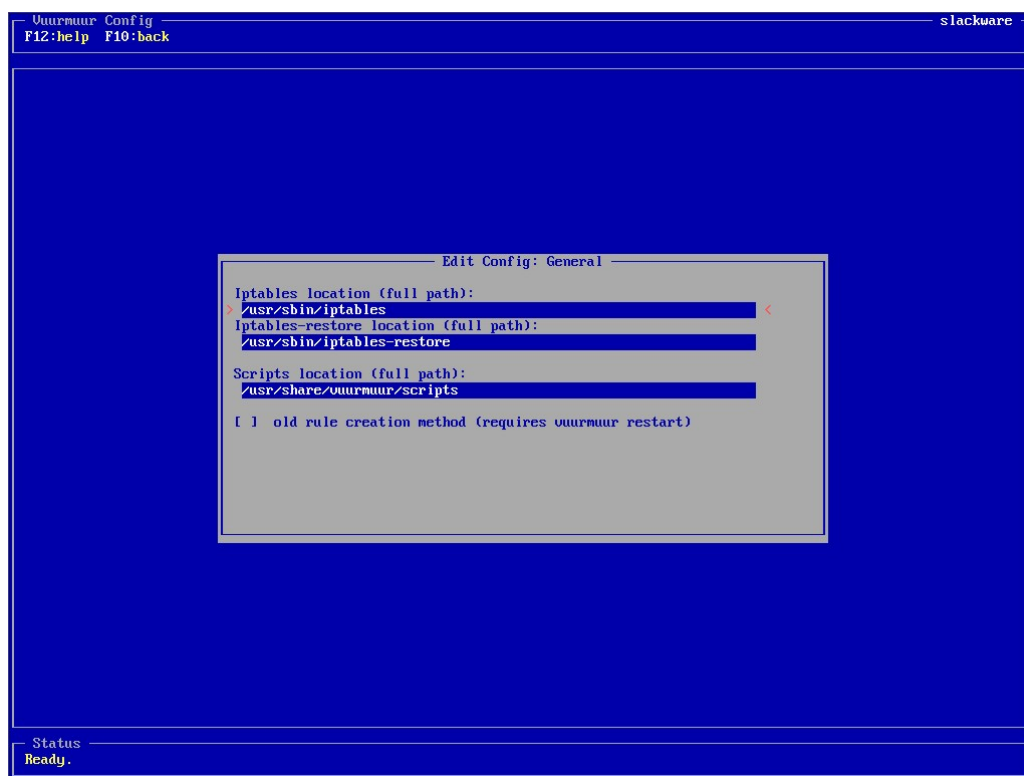 Vuurmuur Config slackware
F12:help F10:back
Edit Config: General
Iptables location (full path):
> /usr/sbin/iptables <
Iptables-restore location (full path):
/usr/sbin/iptables-restore
Scripts location (full path):
/usr/share/vuurmuur/scripts
[ ] old rule creation method (requires vuurmuur restart)
Status
Ready.